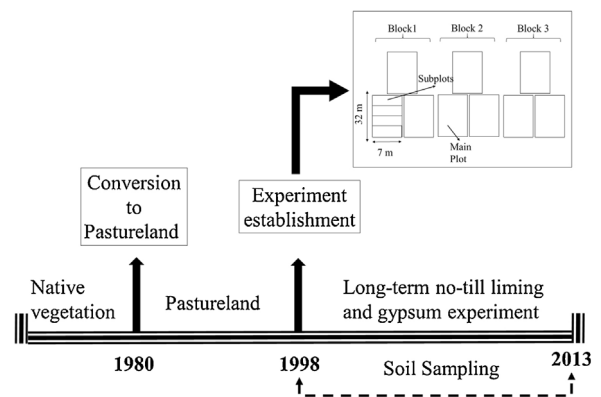 Block1
Block 2
Block 3
Subplots
32 m
7 m
Main
Plot
Conversion
to
Pastureland
Experiment
establishment
Native
vegetation
Pastureland
Long-term no-till liming
and gypsum experiment
1980
1998
2013
Soil Sampling